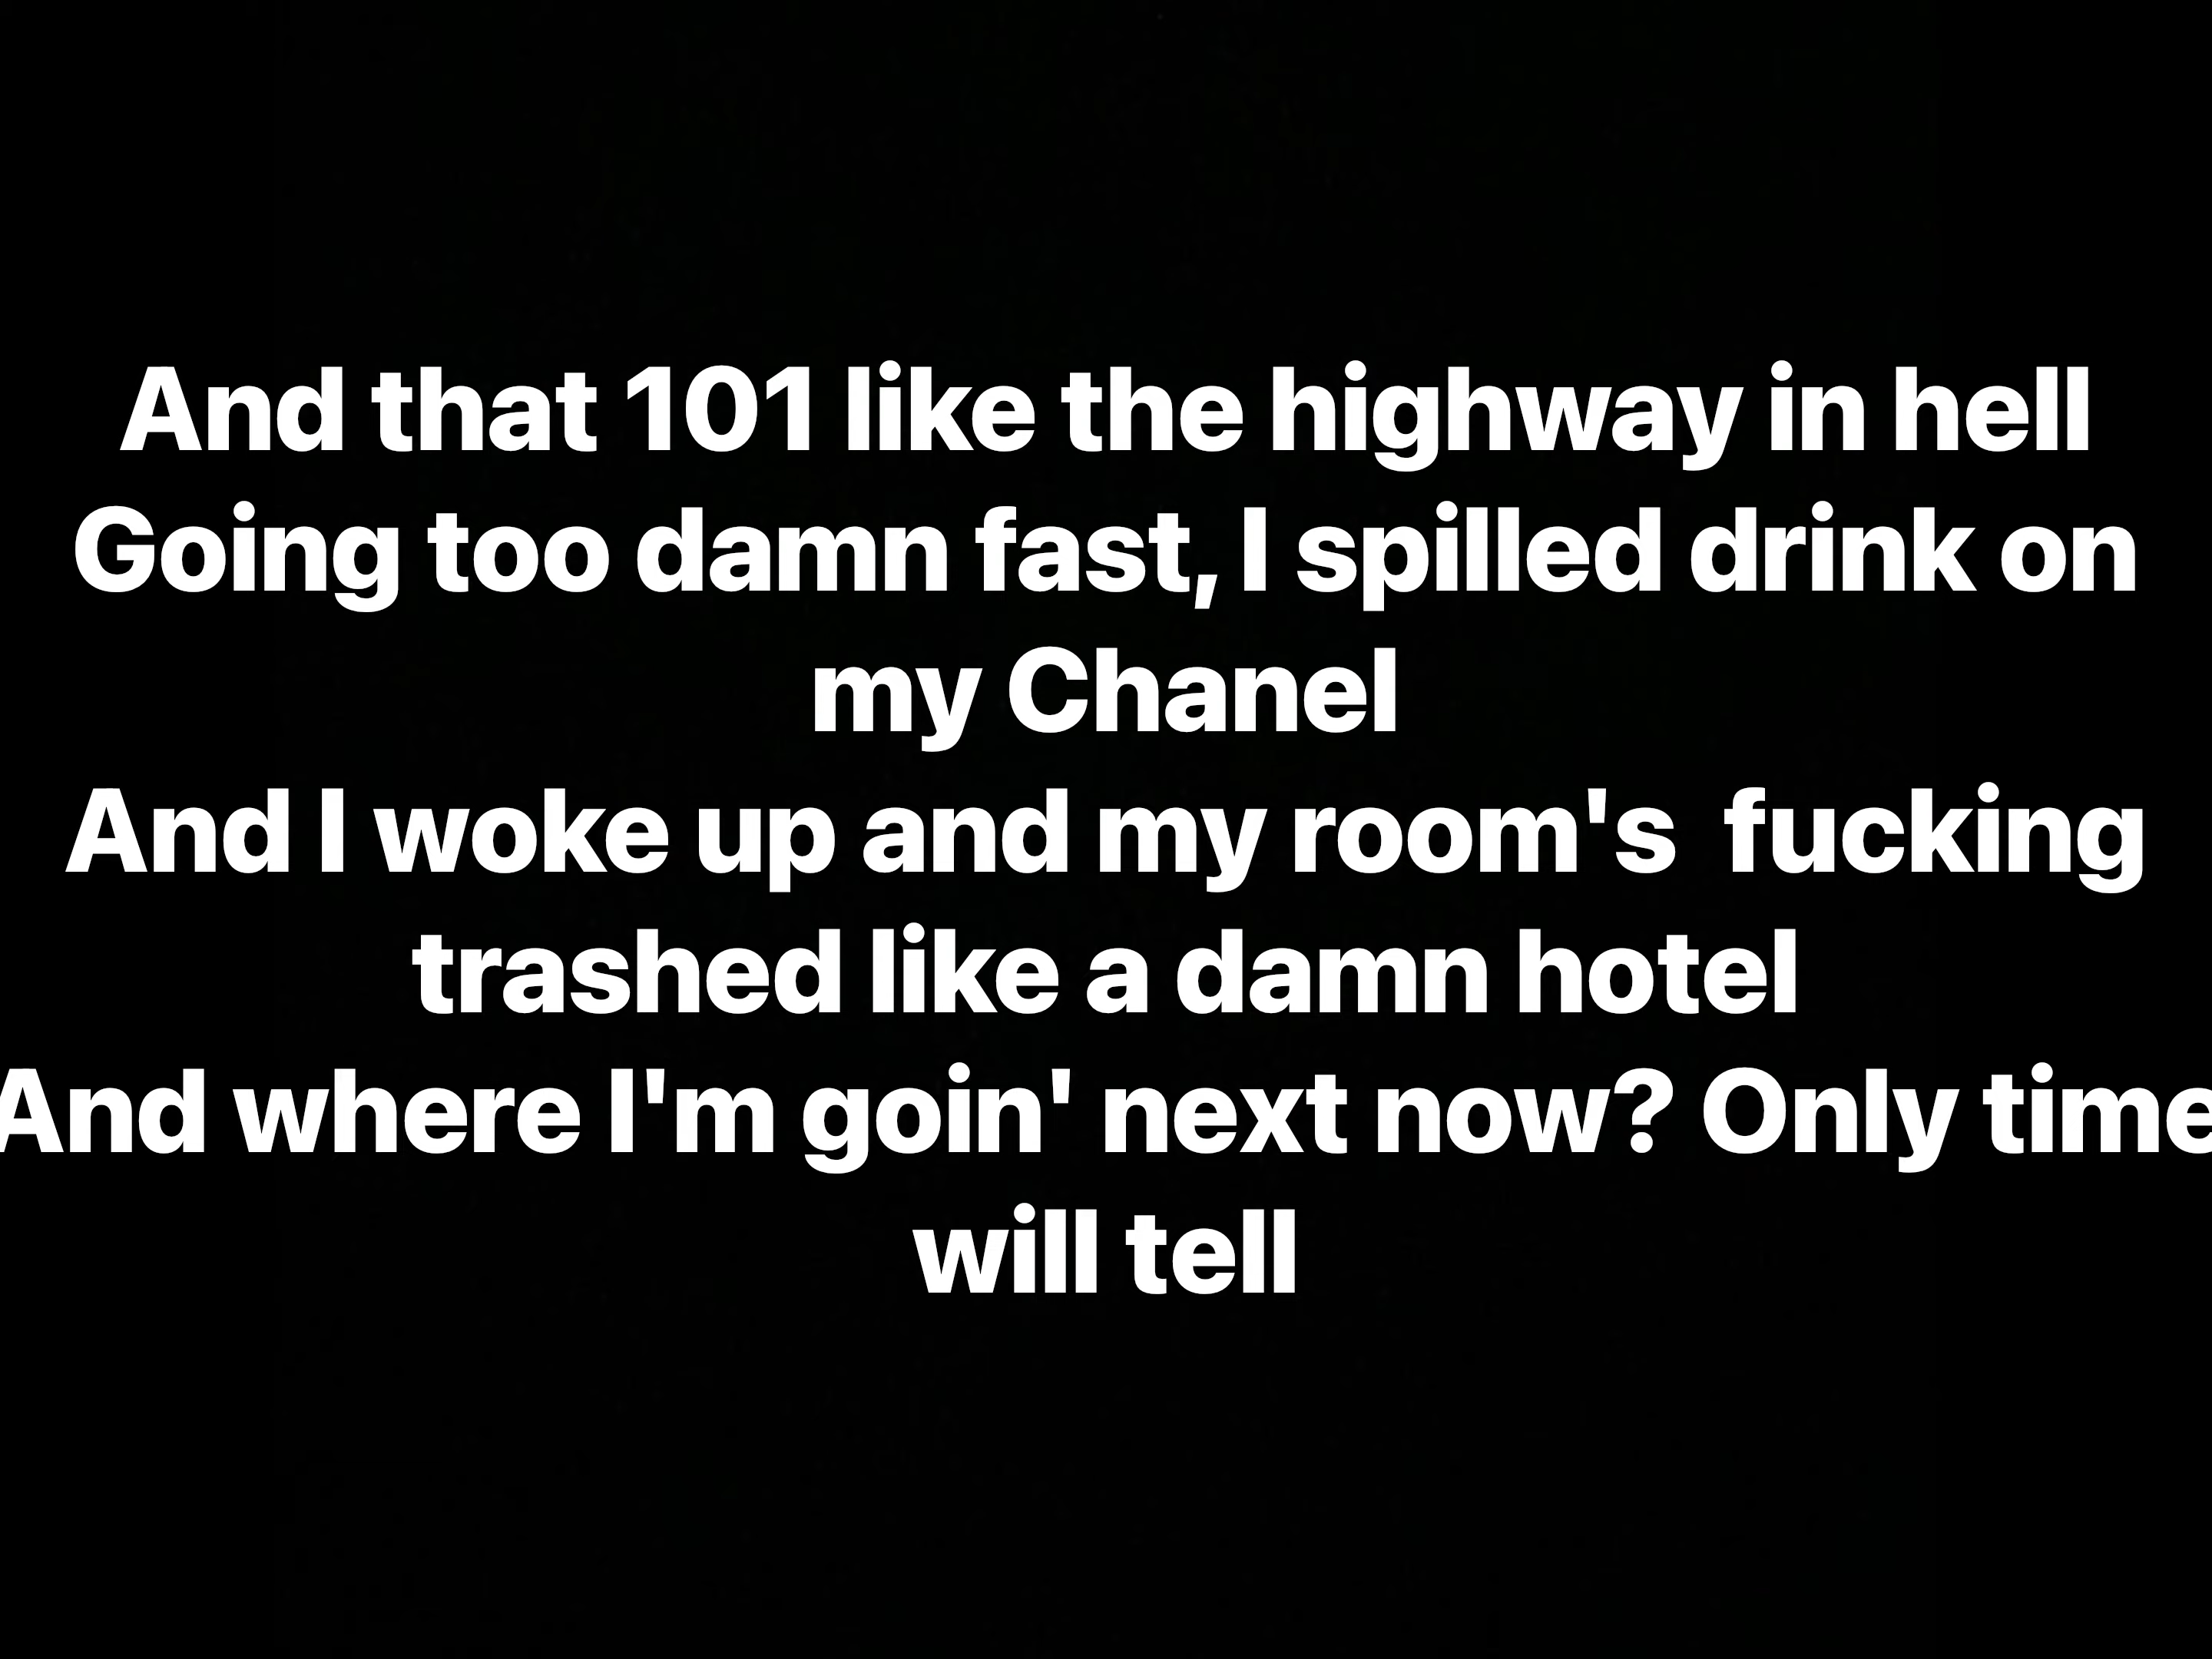 And that 101 like the highway in hell
Going too damn fast, I spilled drink on
my Chanel
And I woke up and my room's fucking
trashed like a damn hotel
And where I'm goin' next now? Only time
will tell